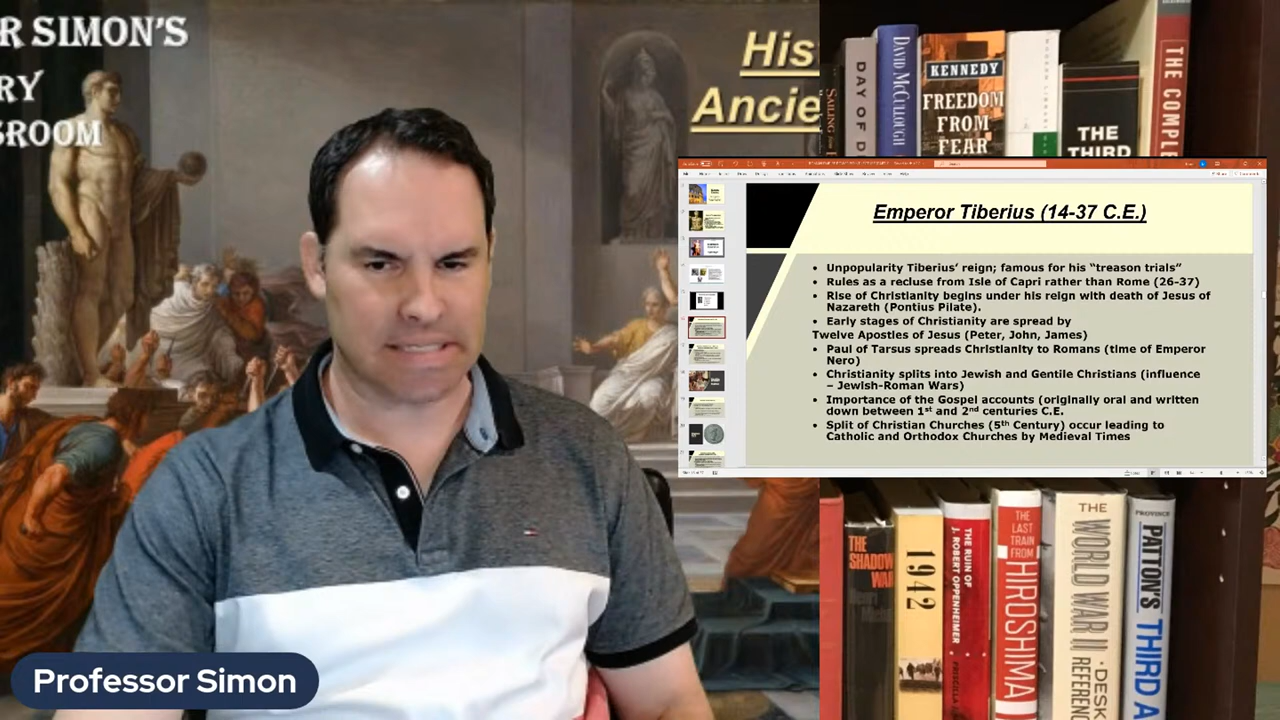 R SIMON'S
RY
SROOM
His
Ancie
DAY OF D
DAVID McCULLOUGH
KENNEDY
FREEDOM
FROM
FEAR
THE
THIRD
THE COMPLE
Emperor Tiberius (14-37 C.E.)
• Unpopularity Tiberius' reign; famous for his "treason trials"
• Rules as a recluse from Isle of Capri rather than Rome (26-37)
• Rise of Christianity begins under his reign with death of Jesus of
Nazareth (Pontius Pilate).
• Early stages of Christianity are spread by
Twelve Apostles of Jesus (Peter, John, James)
• Paul of Tarsus spreads Christianity to Romans (time of Emperor
Nero)
• Christianity splits into Jewish and Gentile Christians (influence
– Jewish-Roman Wars)
• Importance of the Gospel accounts (originally oral and written
down between 1st and 2nd centuries C.E.
• Split of Christian Churches (5th Century) occur leading to
Catholic and Orthodox Churches by Medieval Times
THE
SHADOW
WAR
1942
THE RUIN OF
J. ROBERT OPPENHEIMER
THE
LAST
TRAIN
FROM
HIROSHIMA
THE
WORLD WAR II
DESK
REFERENC
PROVINCE
PATTON'S THIRD A
Professor Simon